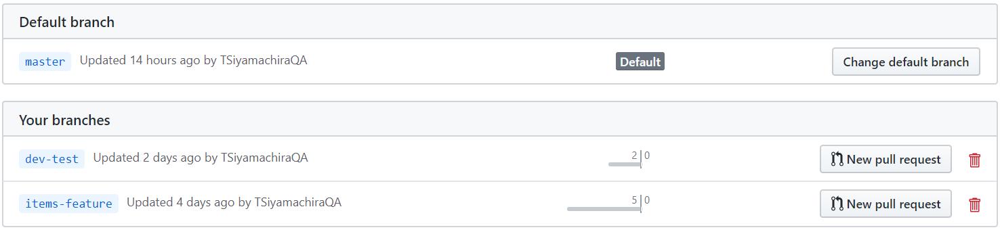 Default branch
master Updated 14 hours ago by TSiyamachiraQA Default Change default branch
Your branches
dev-test Updated 2 days ago by TSiyamachiraQA 2 0 New pull request
items-feature Updated 4 days ago by TSiyamachiraQA 5 0 New pull request